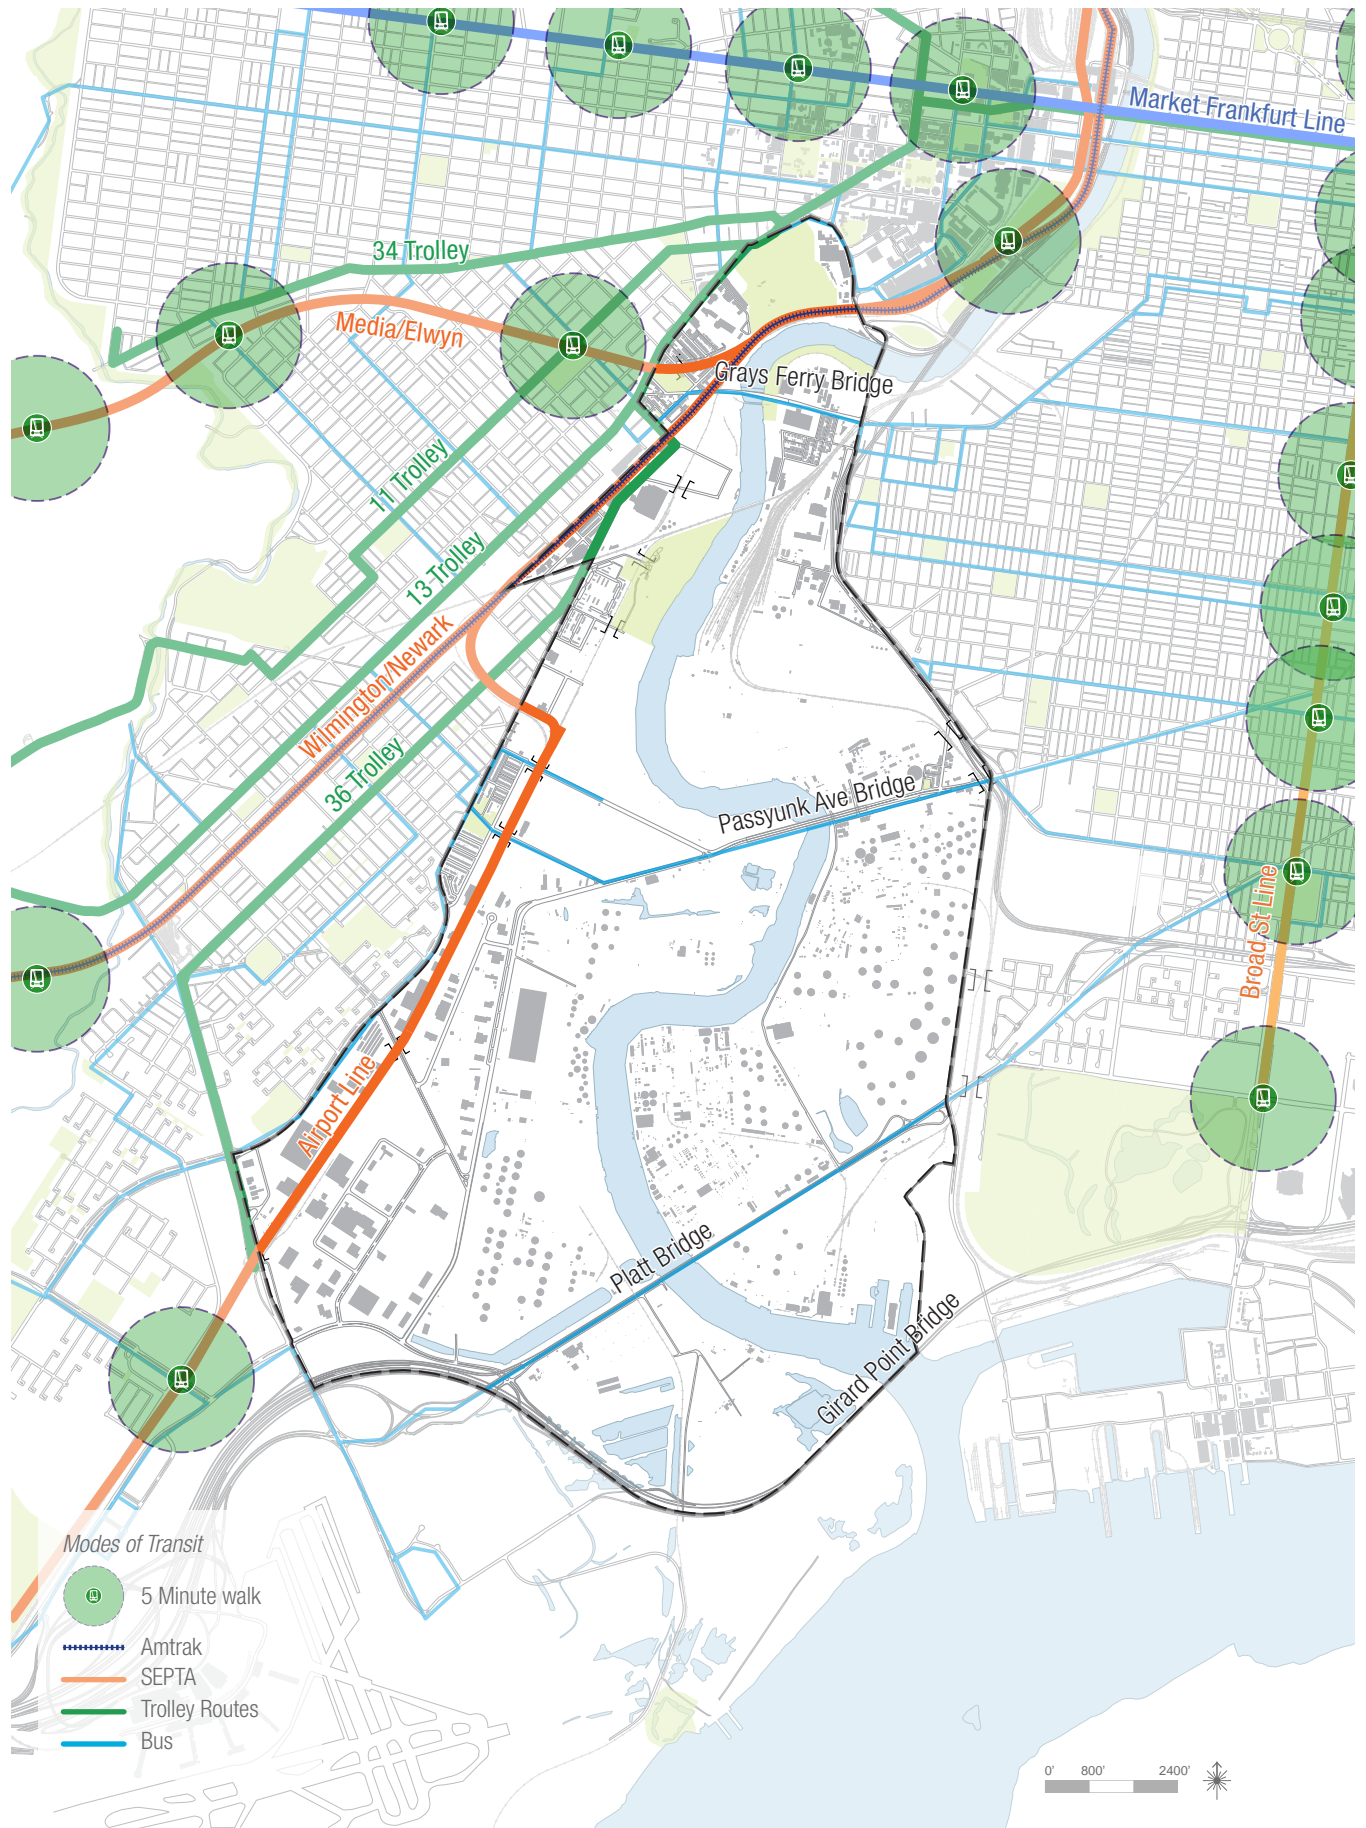 Market Frankfurt Line
34 Trolley
Media/Elwyn
Grays Ferry Bridge
11 Trolley
13 Trolley
Wilmington/Newark
36 Trolley
Passyunk Ave Bridge
Broad St Line
Airport Line
Platt Bridge
Girard Point Bridge
Modes of Transit
5 Minute walk
Amtrak
SEPTA
Trolley Routes
Bus
0' 800' 2400'